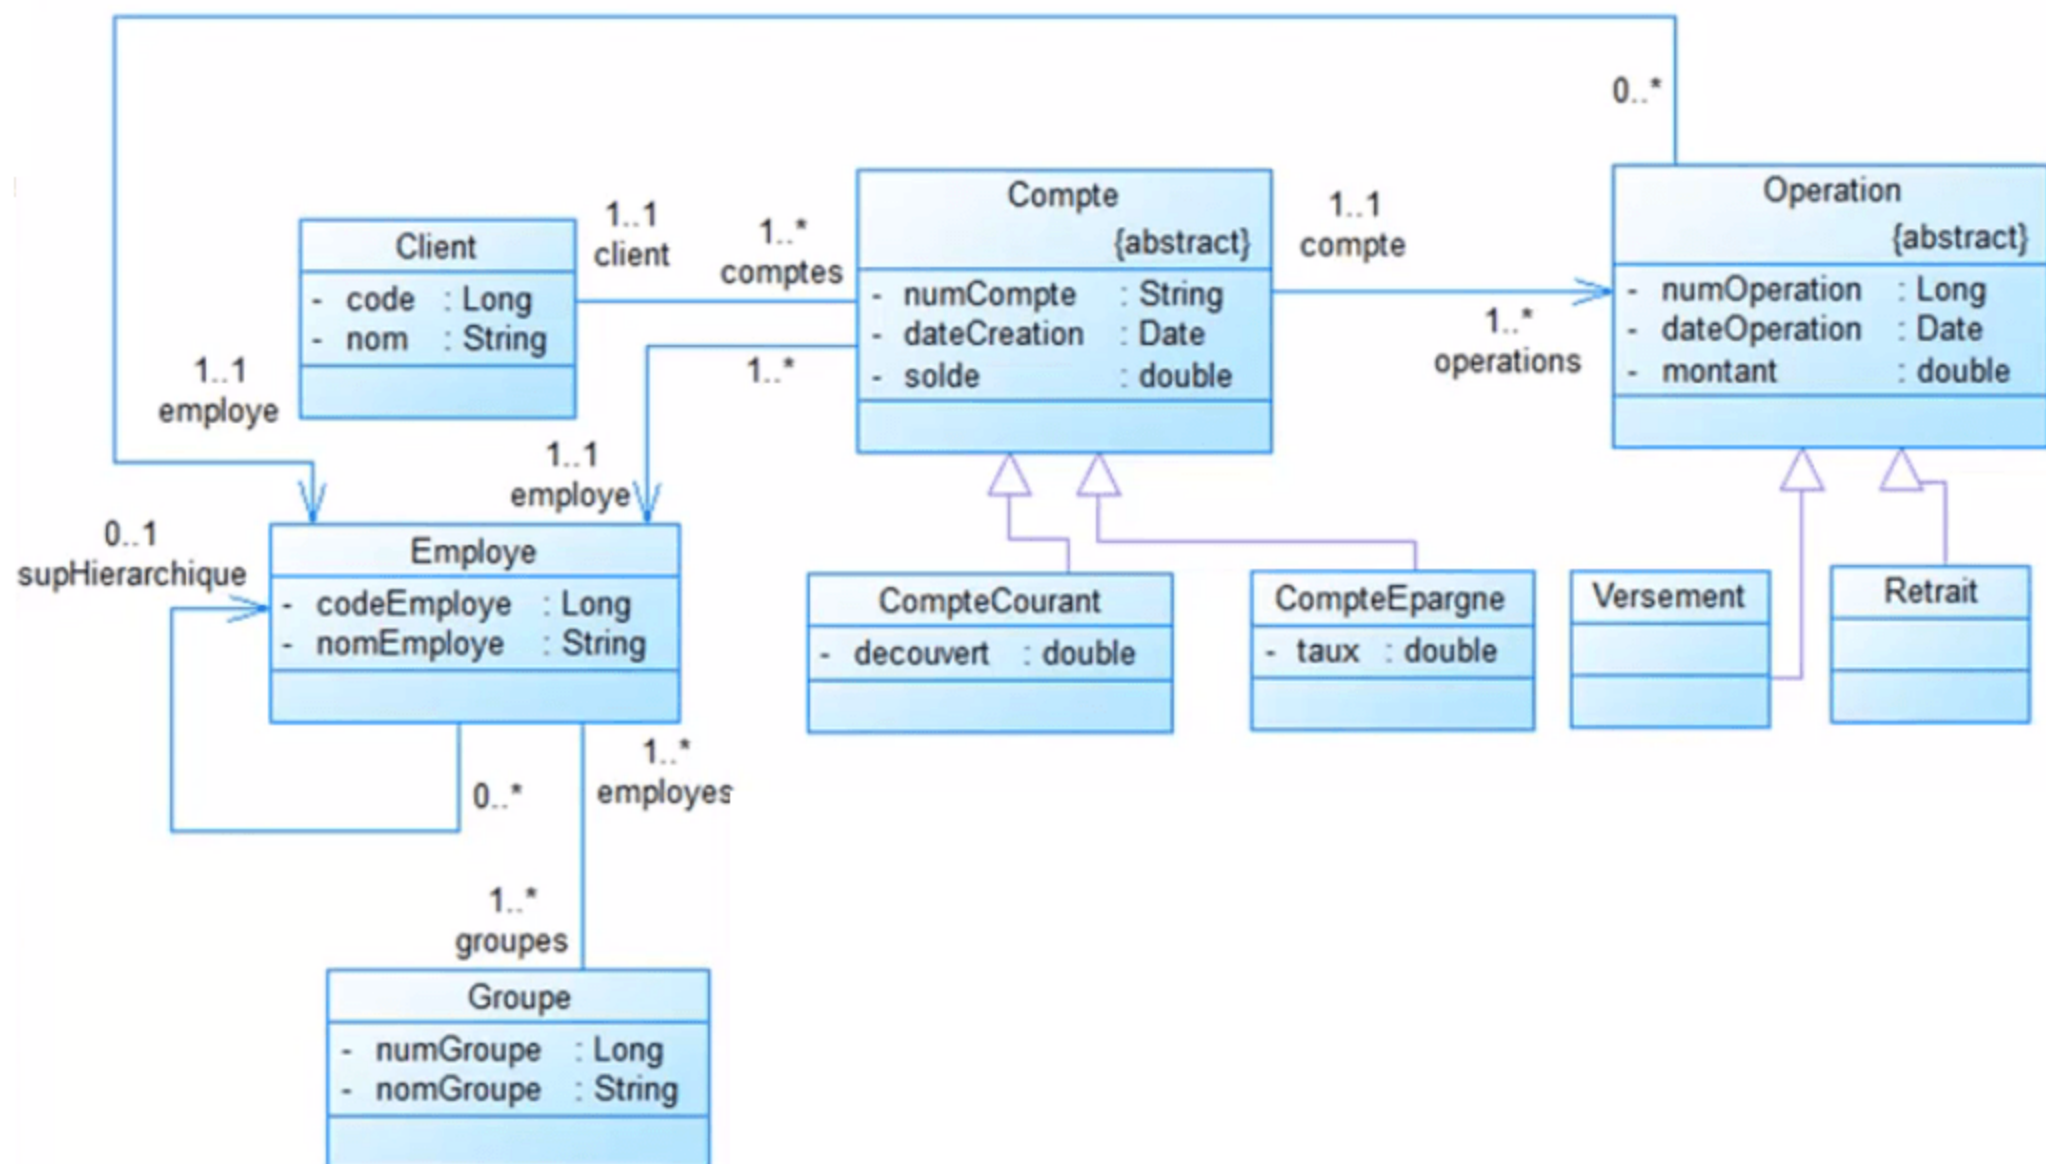 0..*
Client
- code : Long
- nom : String
1..1
client
1..*
comptes
Compte
{abstract}
- numCompte : String
- dateCreation : Date
- solde : double
1..1
compte
1..*
operations
Operation
{abstract}
- numOperation : Long
- dateOperation : Date
- montant : double
1..1
employe
1..*
1..1
employe
0..1
supHierarchique
Employe
- codeEmploye : Long
- nomEmploye : String
CompteCourant
- decouvert : double
CompteEpargne
- taux : double
Versement
Retrait
0..*
1..*
employes
1..*
groupes
Groupe
- numGroupe : Long
- nomGroupe : String